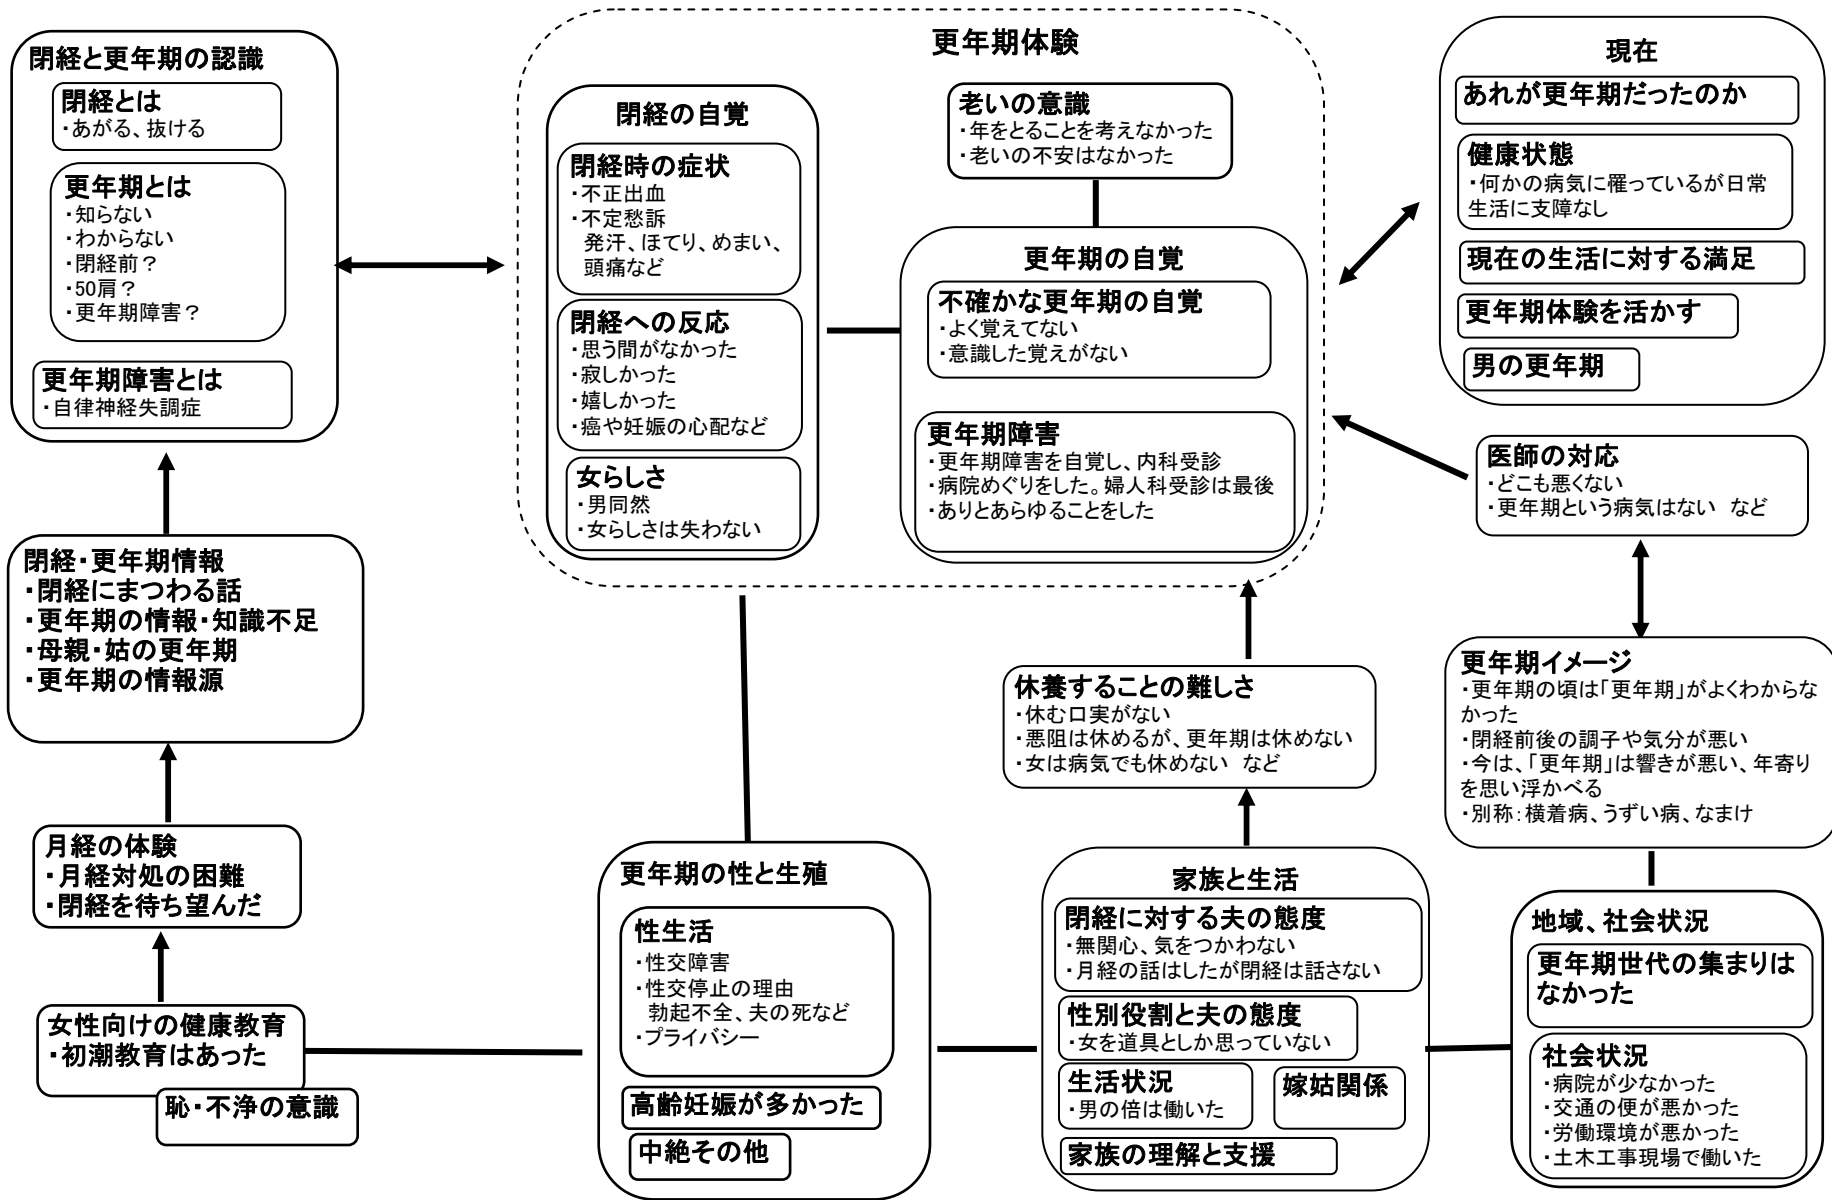 閉経と更年期の認識
閉経とは
・あがる、抜ける
更年期とは
・知らない
・わからない
・閉経前？
・50肩？
・更年期障害？
更年期障害とは
・自律神経失調症
閉経・更年期情報
・閉経にまつわる話
・更年期の情報・知識不足
・母親・姑の更年期
・更年期の情報源
月経の体験
・月経対処の困難
・閉経を待ち望んだ
女性向けの健康教育
・初潮教育はあった
恥・不浄の意識
更年期体験
閉経の自覚
閉経時の症状
・不正出血
・不定愁訴
発汗、ほてり、めまい、
頭痛など
閉経への反応
・思う間がなかった
・寂しかった
・嬉しかった
・癌や妊娠の心配など
女らしさ
・男同然
・女らしさは失わない
老いの意識
・年をとることを考えなかった
・老いの不安はなかった
更年期の自覚
不確かな更年期の自覚
・よく覚えてない
・意識した覚えがない
更年期障害
・更年期障害を自覚し、内科受診
・病院めぐりをした。婦人科受診は最後
・ありとあらゆることをした
更年期の性と生殖
性生活
・性交障害
・性交停止の理由
勃起不全、夫の死など
・プライバシー
高齢妊娠が多かった
中絶その他
休養することの難しさ
・休む口実がない
・悪阻は休めるが、更年期は休めない
・女は病気でも休めない など
家族と生活
閉経に対する夫の態度
・無関心、気をつかわない
・月経の話はしたが閉経は話さない
性別役割と夫の態度
・女を道具としか思っていない
生活状況
・男の倍は働いた
嫁姑関係
家族の理解と支援
現在
あれが更年期だったのか
健康状態
・何かの病気に罹っているが日常
生活に支障なし
現在の生活に対する満足
更年期体験を活かす
男の更年期
医師の対応
・どこも悪くない
・更年期という病気はない など
更年期イメージ
・更年期の頃は「更年期」がよくわからな
かった
・閉経前後の調子や気分が悪い
・今は、「更年期」は響きが悪い、年寄り
を思い浮かべる
・別称：横着病、うずい病、なまけ
地域、社会状況
更年期世代の集まりは
なかった
社会状況
・病院が少なかった
・交通の便が悪かった
・労働環境が悪かった
・土木工事現場で働いた